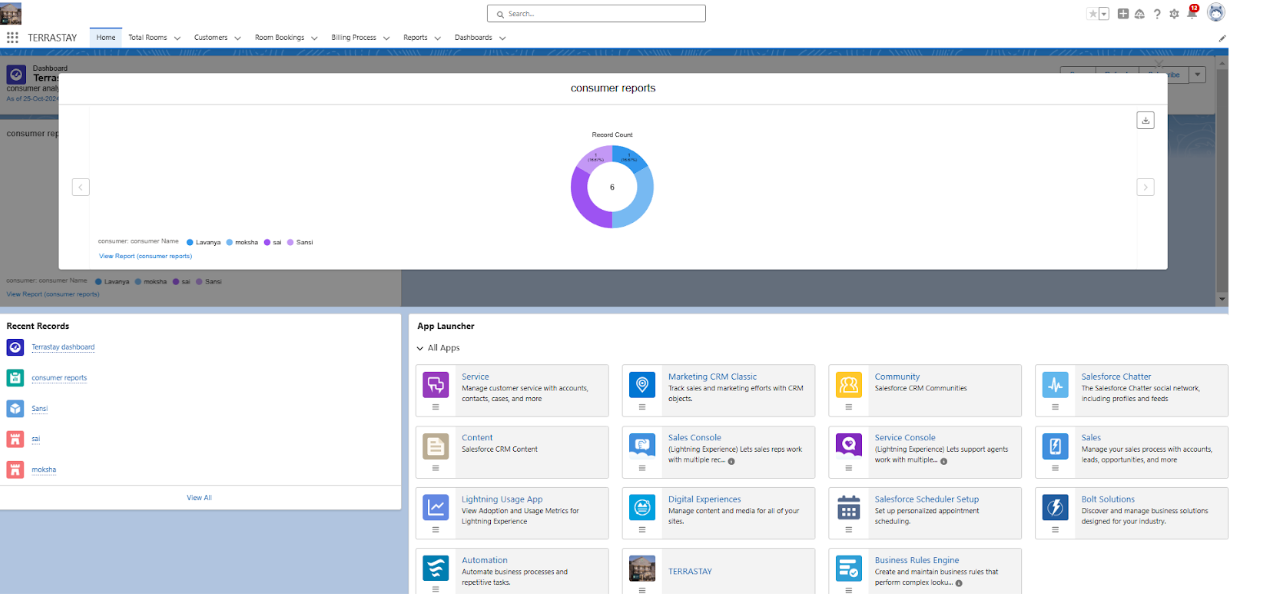 Search...
13
TERRASTAY
Home
Total Rooms
Customers
Room Bookings
Billing Process
Reports
Dashboards
Dashboard
Terra
consumer analy
As of 25-Oct-2024
consumer rep
consumer reports
Record Count
6
consumer: consumer Name Lavanya moksha sai Sansi
View Report (consumer reports)
consumer: consumer Name Lavanya moksha sai Sansi
View Report (consumer reports)
Recent Records
Terrastay dashboard
consumer reports
Sansi
sai
moksha
View All
App Launcher
All Apps
Service
Manage customer service with accounts,
contacts, cases, and more
Marketing CRM Classic
Track sales and marketing efforts with CRM
objects.
Community
Salesforce CRM Communities
Salesforce Chatter
The Salesforce Chatter social network,
including profiles and feeds
Content
Salesforce CRM Content
Sales Console
(Lightning Experience) Lets sales reps work
with multiple rec...
Service Console
(Lightning Experience) Lets support agents
work with multiple...
Sales
Manage your sales process with accounts,
leads, opportunities, and more
Lightning Usage App
View Adoption and Usage Metrics for
Lightning Experience
Digital Experiences
Manage content and media for all of your
sites.
Salesforce Scheduler Setup
Set up personalized appointment
scheduling.
Bolt Solutions
Discover and manage business solutions
designed for your industry.
Automation
Automate business processes and
repetitive tasks.
TERRASTAY
Business Rules Engine
Create and maintain business rules that
perform complex looku...